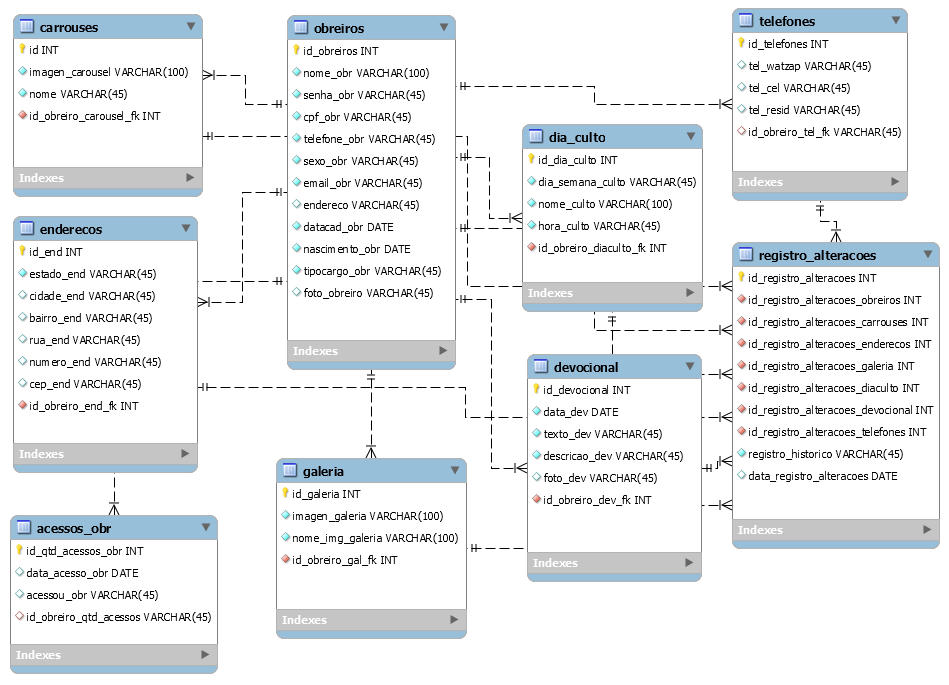 carrouses
id INT
imagen_carousel VARCHAR(100)
nome VARCHAR(45)
id_obreiro_carousel_fk INT
Indexes
obreiros
id_obreiros INT
nome_obr VARCHAR(100)
senha_obr VARCHAR(45)
cpf_obr VARCHAR(45)
telefone_obr VARCHAR(45)
sexo_obr VARCHAR(45)
email_obr VARCHAR(45)
endereco VARCHAR(45)
datacad_obr DATE
nascimento_obr DATE
tipocargo_obr VARCHAR(45)
foto_obreiro VARCHAR(45)
Indexes
telefones
id_telefones INT
tel_watzap VARCHAR(45)
tel_cel VARCHAR(45)
tel_resid VARCHAR(45)
id_obreiro_tel_fk VARCHAR(45)
Indexes
dia_culto
id_dia_culto INT
dia_semana_culto VARCHAR(45)
nome_culto VARCHAR(100)
hora_culto VARCHAR(45)
id_obreiro_diaculto_fk INT
Indexes
enderecos
id_end INT
estado_end VARCHAR(45)
cidade_end VARCHAR(45)
bairro_end VARCHAR(45)
rua_end VARCHAR(45)
numero_end VARCHAR(45)
cep_end VARCHAR(45)
id_obreiro_end_fk INT
Indexes
registro_alteracoes
id_registro_alteracoes INT
id_registro_alteracoes_obreiros INT
id_registro_alteracoes_carrouses INT
id_registro_alteracoes_enderecos INT
id_registro_alteracoes_galeria INT
id_registro_alteracoes_diaculto INT
id_registro_alteracoes_devocional INT
id_registro_alteracoes_telefones INT
registro_historico VARCHAR(45)
data_registro_alteracoes DATE
Indexes
devocional
id_devocional INT
data_dev DATE
texto_dev VARCHAR(45)
descricao_dev VARCHAR(45)
foto_dev VARCHAR(45)
id_obreiro_dev_fk INT
Indexes
galeria
id_galeria INT
imagen_galeria VARCHAR(100)
nome_img_galeria VARCHAR(100)
id_obreiro_gal_fk INT
Indexes
acessos_obr
id_qtd_acessos_obr INT
data_acesso_obr DATE
acessou_obr VARCHAR(45)
id_obreiro_qtd_acessos VARCHAR(45)
Indexes